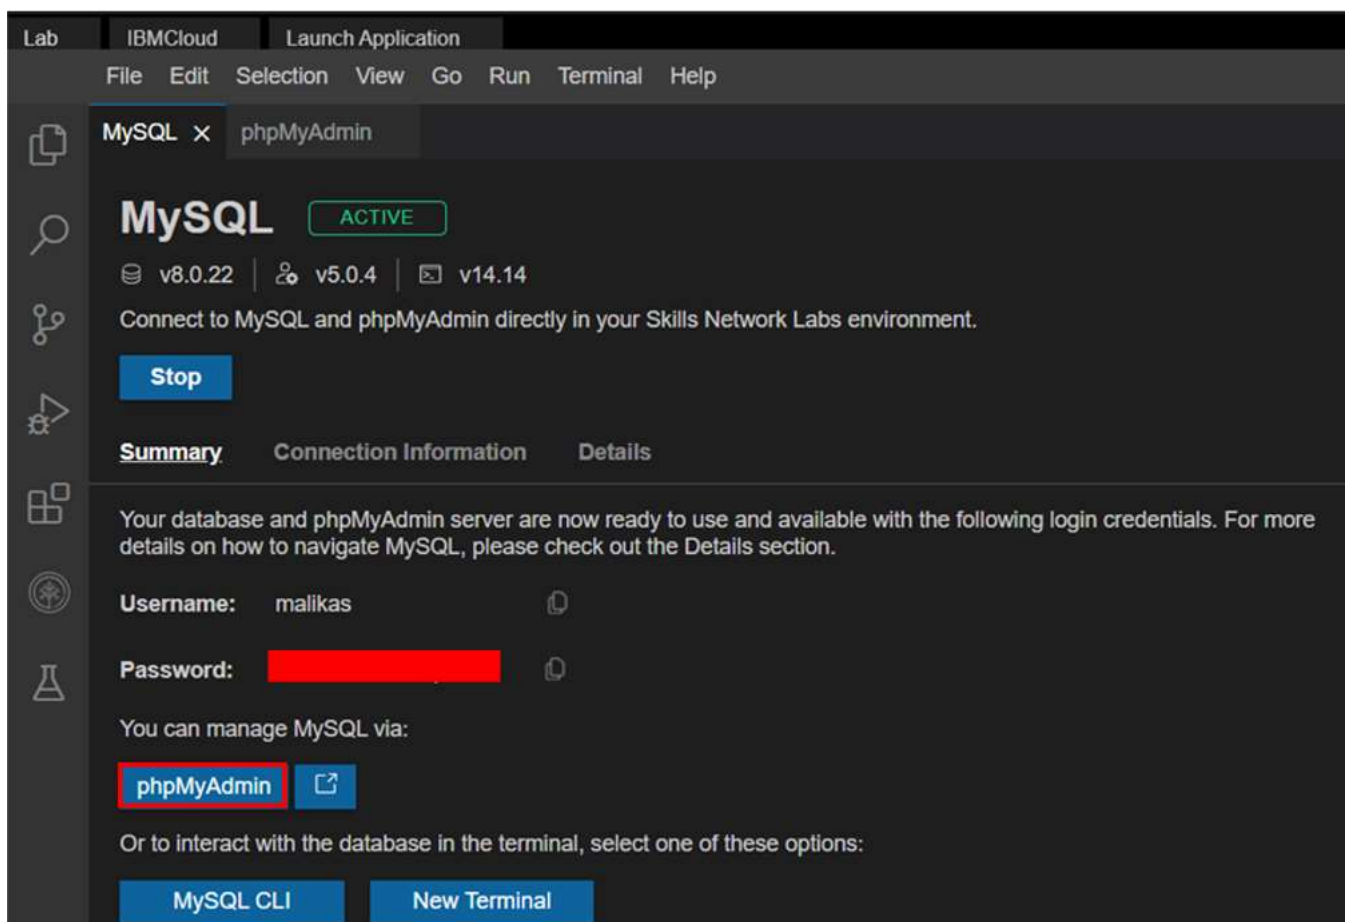 Lab IBMCloud Launch Application
File Edit Selection View Go Run Terminal Help
MySQL phpMyAdmin
MySQL ACTIVE
v8.0.22 v5.0.4 v14.14
Connect to MySQL and phpMyAdmin directly in your Skills Network Labs environment.
Stop
Summary Connection Information Details
Your database and phpMyAdmin server are now ready to use and available with the following login credentials. For more
details on how to navigate MySQL, please check out the Details section.
Username: malikas
Password:
You can manage MySQL via:
phpMyAdmin
Or to interact with the database in the terminal, select one of these options:
MySQL CLI New Terminal